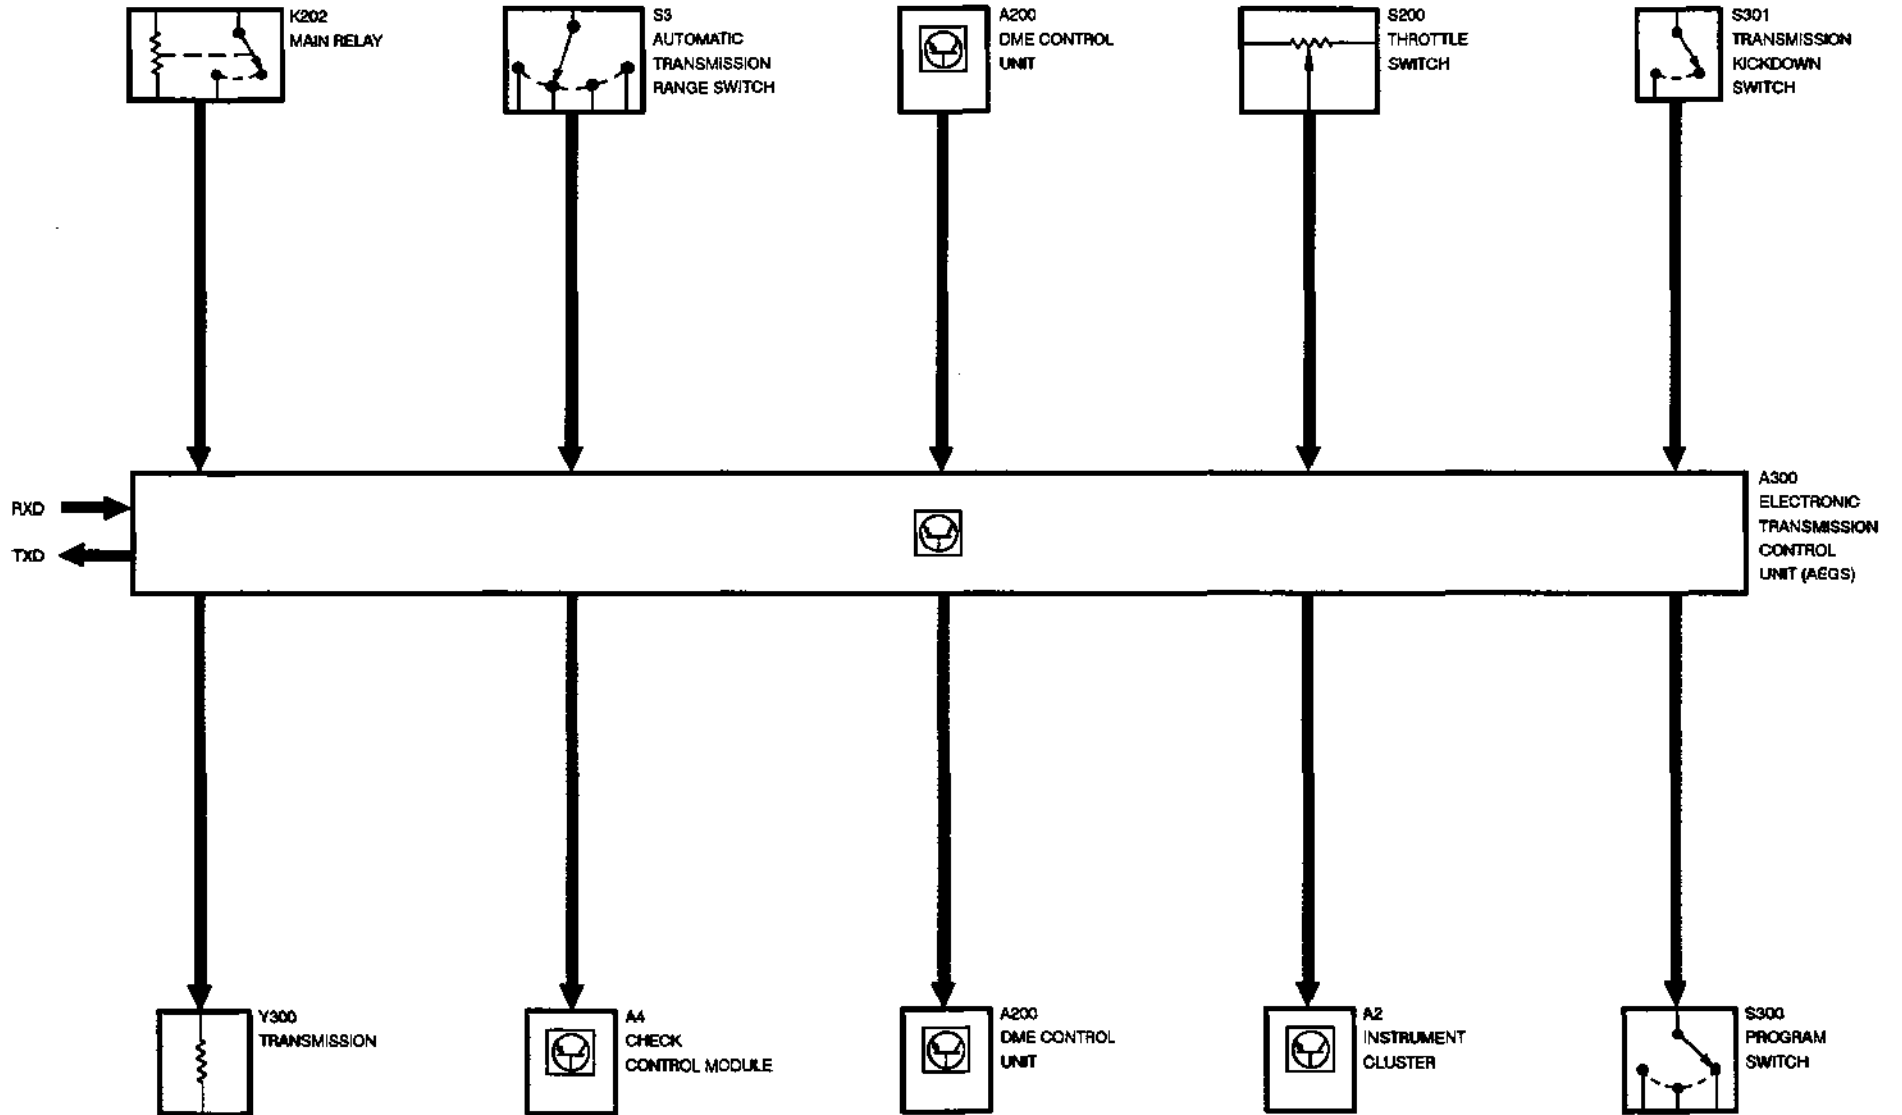 K202
MAIN RELAY
S3
AUTOMATIC
TRANSMISSION
RANGE SWITCH
A200
DME CONTROL
UNIT
S200
THROTTLE
SWITCH
S301
TRANSMISSION
KICKDOWN
SWITCH
RXD
TXD
A300
ELECTRONIC
TRANSMISSION
CONTROL
UNIT (AEGS)
Y300
TRANSMISSION
A4
CHECK
CONTROL MODULE
A200
DME CONTROL
UNIT
A2
INSTRUMENT
CLUSTER
S300
PROGRAM
SWITCH